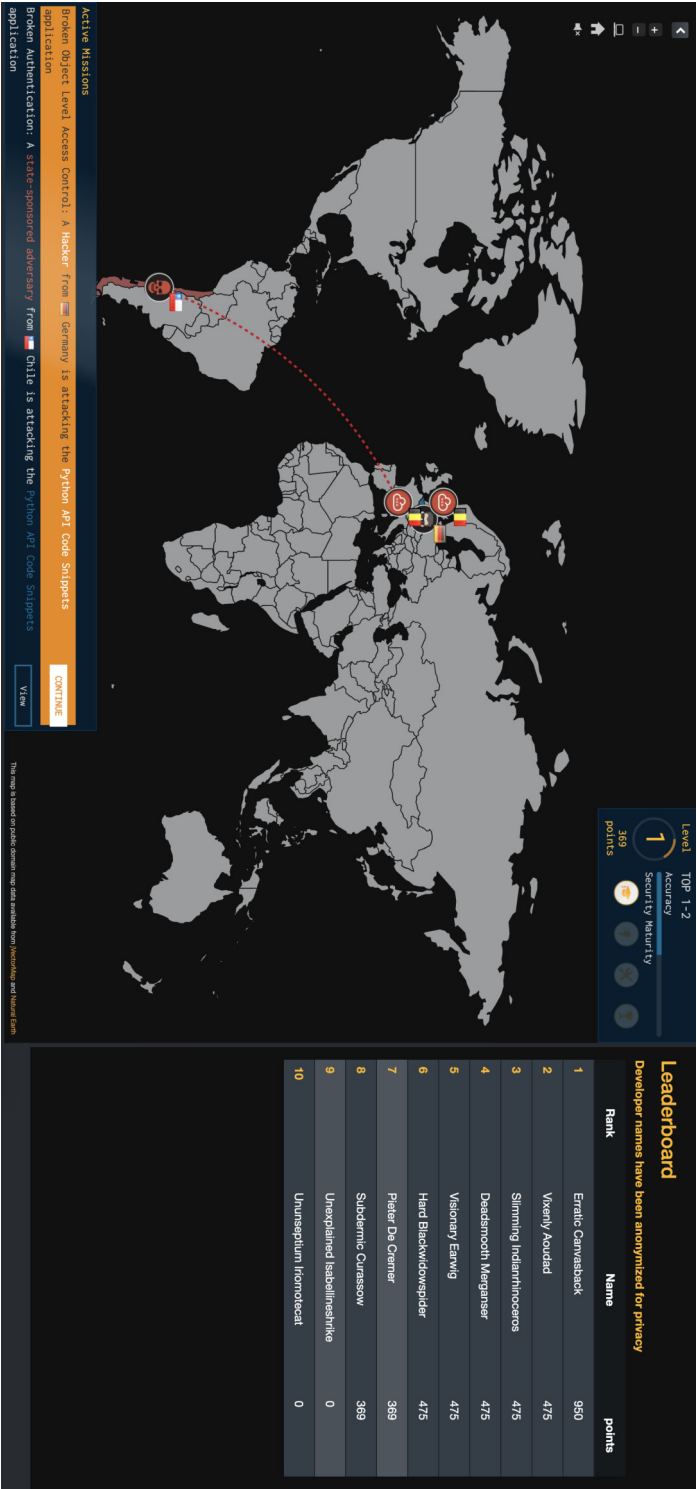 Level
TOP 1-2
1
Accuracy
369
points
Security Maturity
Active Missions
Broken Object Level Access Control: A Hacker from Germany is attacking the Python API Code Snippets
application
CONTINUE
Broken Authentication: A state-sponsored adversary from Chile is attacking the Python API Code Snippets
application
View
This map is based on public domain map data available from jVectorMap and Natural Earth
Leaderboard
Developer names have been anonymized for privacy
Rank Name points
1 Erratic Canvasback 950
2 Vixenly Aoudad 475
3 Slimming Indianrhinoceros 475
4 Deadsmooth Merganser 475
5 Visionary Earwig 475
6 Hard Blackwidowspider 475
7 Pieter De Cremer 369
8 Subdermic Curassow 369
9 Unexplained Isabellineshrike 0
10 Ununseptium Iriomotecat 0